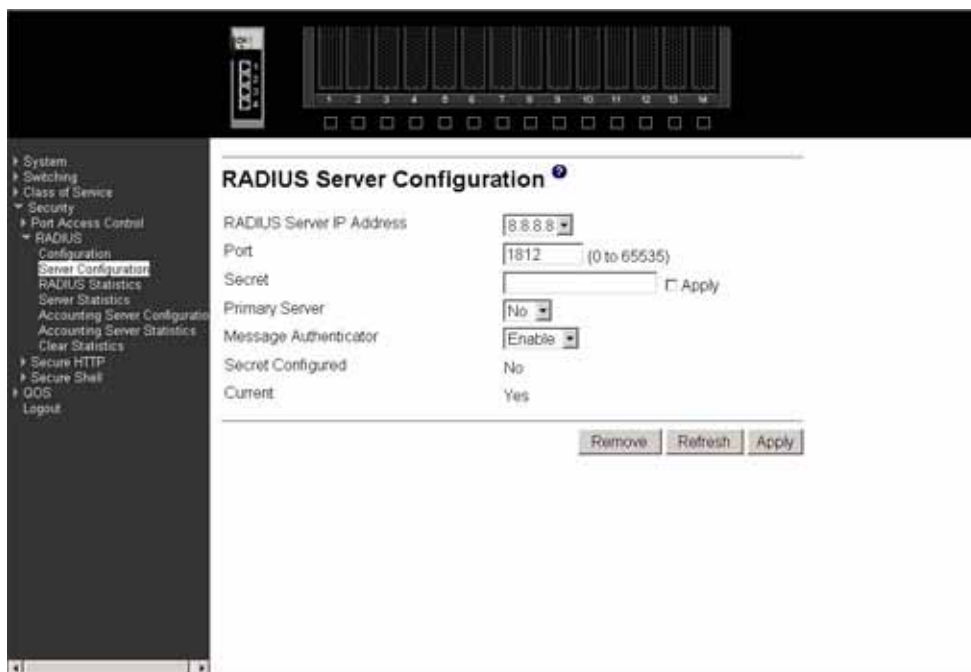 1 2 3 4 5 6 7 8 9 10 11 12 13 14
System
Switching
Class of Service
Security
Port Access Control
RADIUS
Configuration
Server Configuration
RADIUS Statistics
Server Statistics
Accounting Server Configuratio
Accounting Server Statistics
Clear Statistics
Secure HTTP
Secure Shell
QOS
Logout
RADIUS Server Configuration ?
RADIUS Server IP Address 8.8.8.8
Port 1812 (0 to 65535)
Secret Apply
Primary Server No
Message Authenticator Enable
Secret Configured No
Current Yes
Remove Refresh Apply